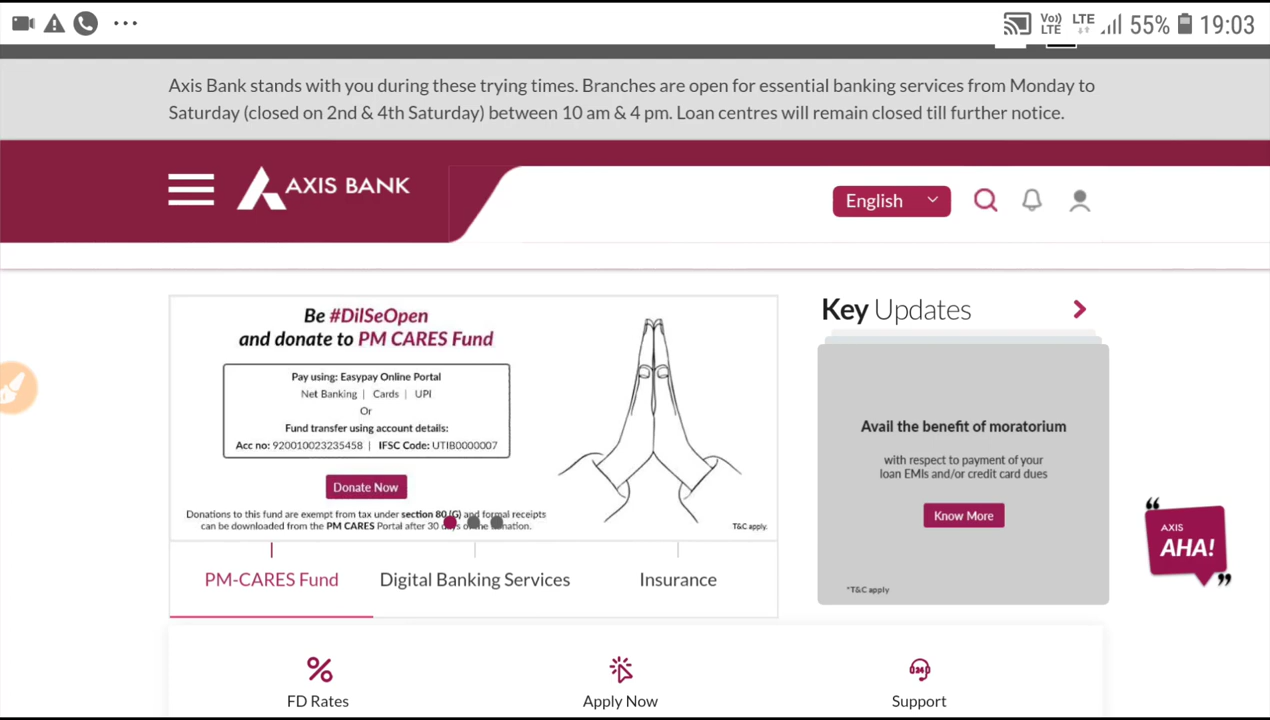 Vo)) LTE
LTE
55%
19:03
Axis Bank stands with you during these trying times. Branches are open for essential banking services from Monday to
Saturday (closed on 2nd & 4th Saturday) between 10 am & 4 pm. Loan centres will remain closed till further notice.
AXIS BANK
English
Be #DilSeOpen
and donate to PM CARES Fund
Pay using: Easypay Online Portal
Net Banking | Cards | UPI
Or
Fund transfer using account details:
Acc no: 920010023235458 | IFSC Code: UTIB0000007
Donate Now
Donations to this fund are exempt from tax under section 80 (G) and formal receipts
can be downloaded from the PM CARES Portal after 30 days of the donation.
T&C apply.
PM-CARES Fund
Digital Banking Services
Insurance
Key Updates
Avail the benefit of moratorium
with respect to payment of your
loan EMIs and/or credit card dues
Know More
*T&C apply
AXIS
AHA!
FD Rates
Apply Now
24
Support